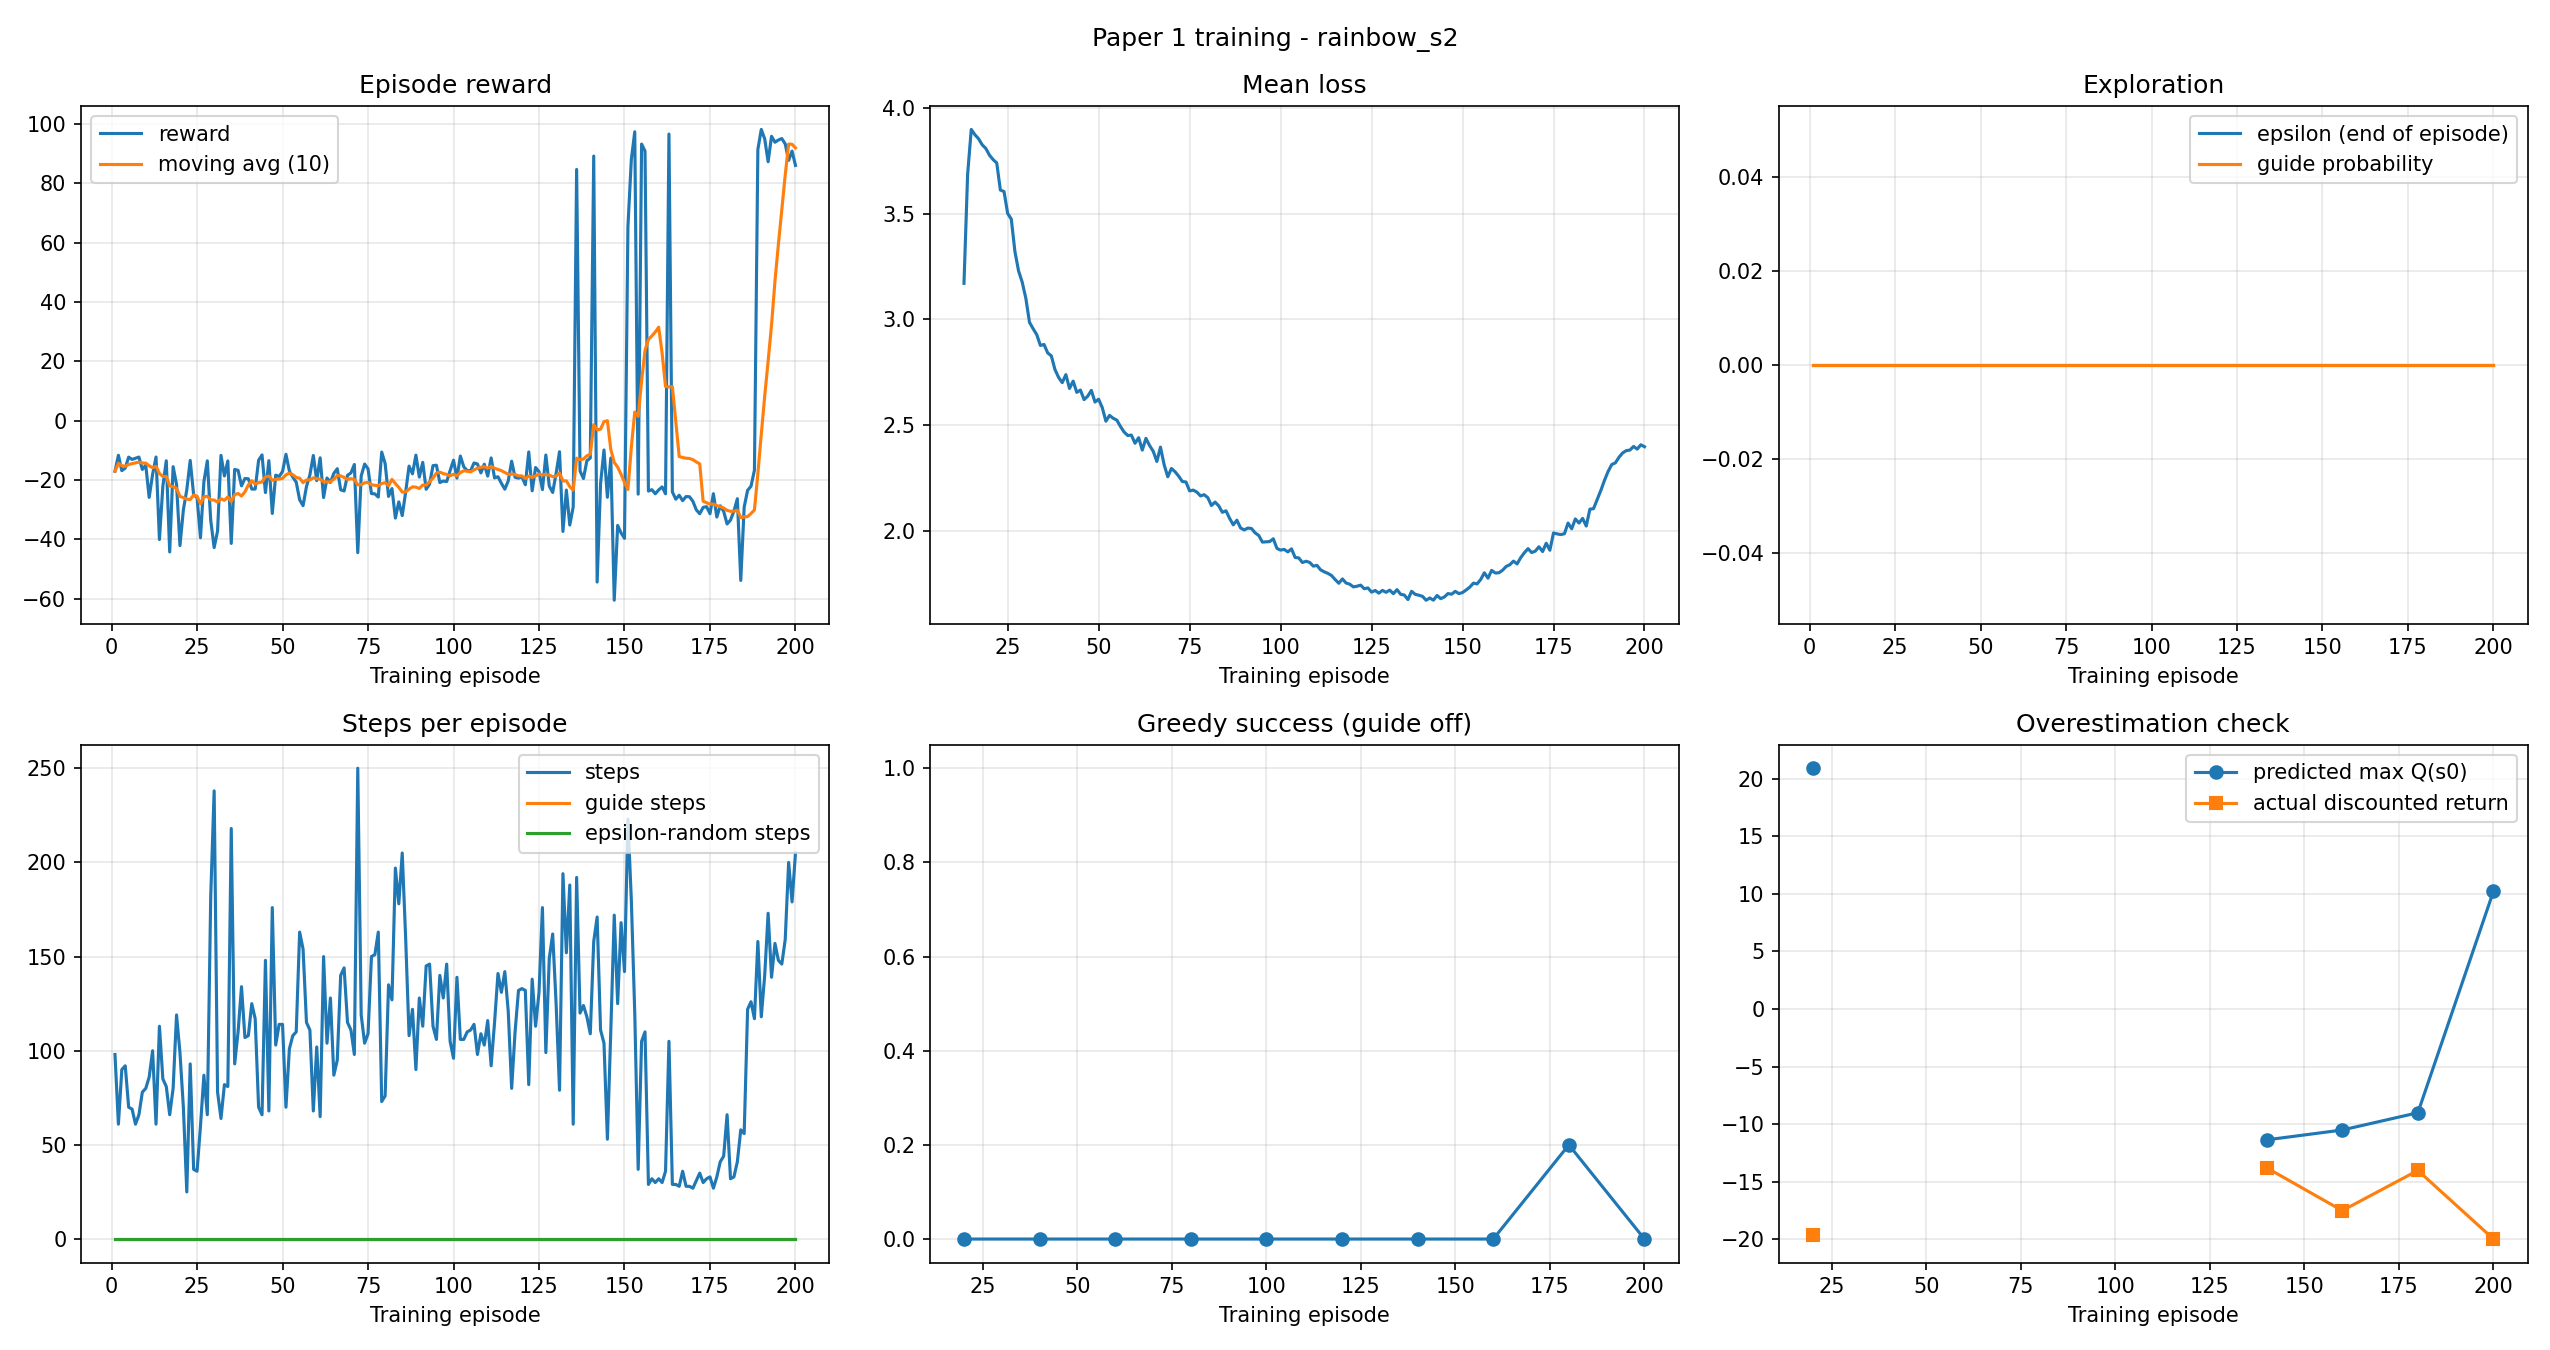 Paper 1 training - rainbow_s2
Episode reward
100
80
60
40
20
0
−20
−40
−60
reward
moving avg (10)
0 25 50 75 100 125 150 175 200
Training episode
Mean loss
4.0
3.5
3.0
2.5
2.0
25 50 75 100 125 150 175 200
Training episode
Exploration
0.04
0.02
0.00
−0.02
−0.04
epsilon (end of episode)
guide probability
0 25 50 75 100 125 150 175 200
Training episode
Steps per episode
250
200
150
100
50
0
steps
guide steps
epsilon-random steps
0 25 50 75 100 125 150 175 200
Training episode
Greedy success (guide off)
1.0
0.8
0.6
0.4
0.2
0.0
25 50 75 100 125 150 175 200
Training episode
Overestimation check
20
15
10
5
0
−5
−10
−15
−20
predicted max Q(s0)
actual discounted return
25 50 75 100 125 150 175 200
Training episode